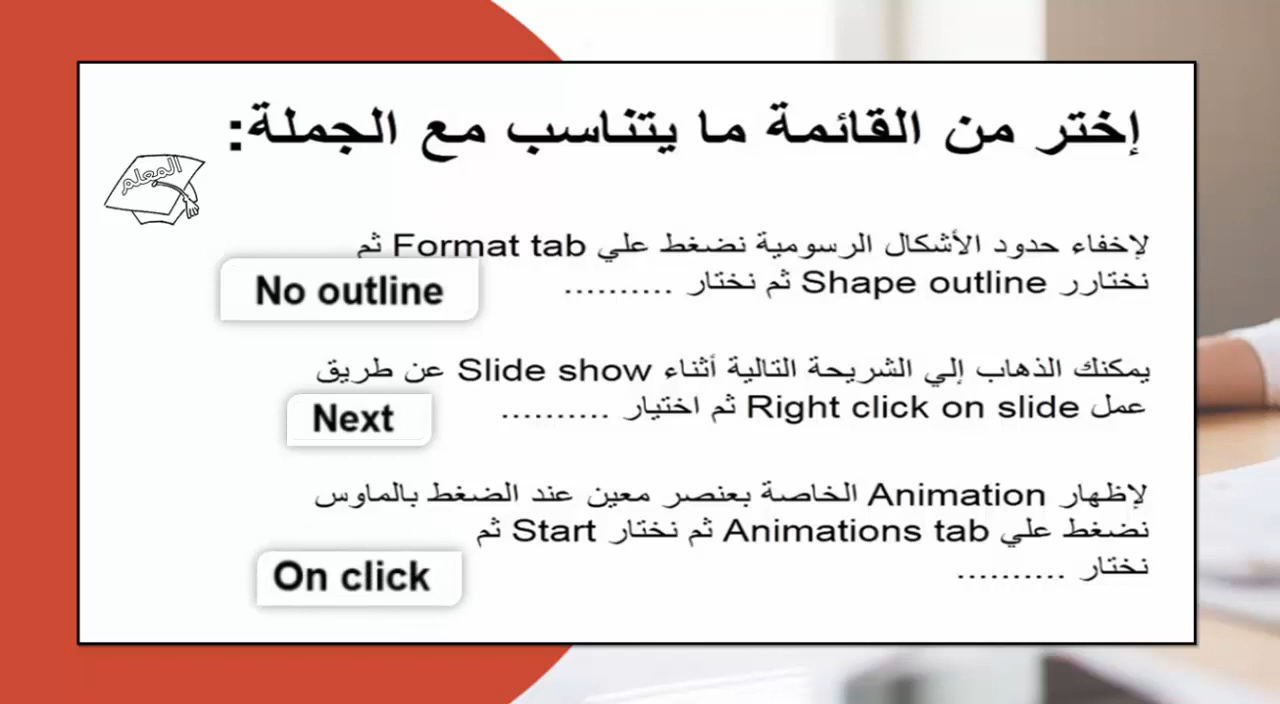 إختر من القائمة ما يتناسب مع الجملة:
المعلم
لإخفاء حدود الأشكال الرسومية نضغط علي Format tab ثم
نختارر Shape outline ثم نختار ..........
No outline
يمكنك الذهاب إلي الشريحة التالية أثناء Slide show عن طريق
عمل Right click on slide ثم اختيار ..........
Next
لإظهار Animation الخاصة بعنصر معين عند الضغط بالماوس
نضغط علي Animations tab ثم نختار Start ثم
نختار ..........
On click